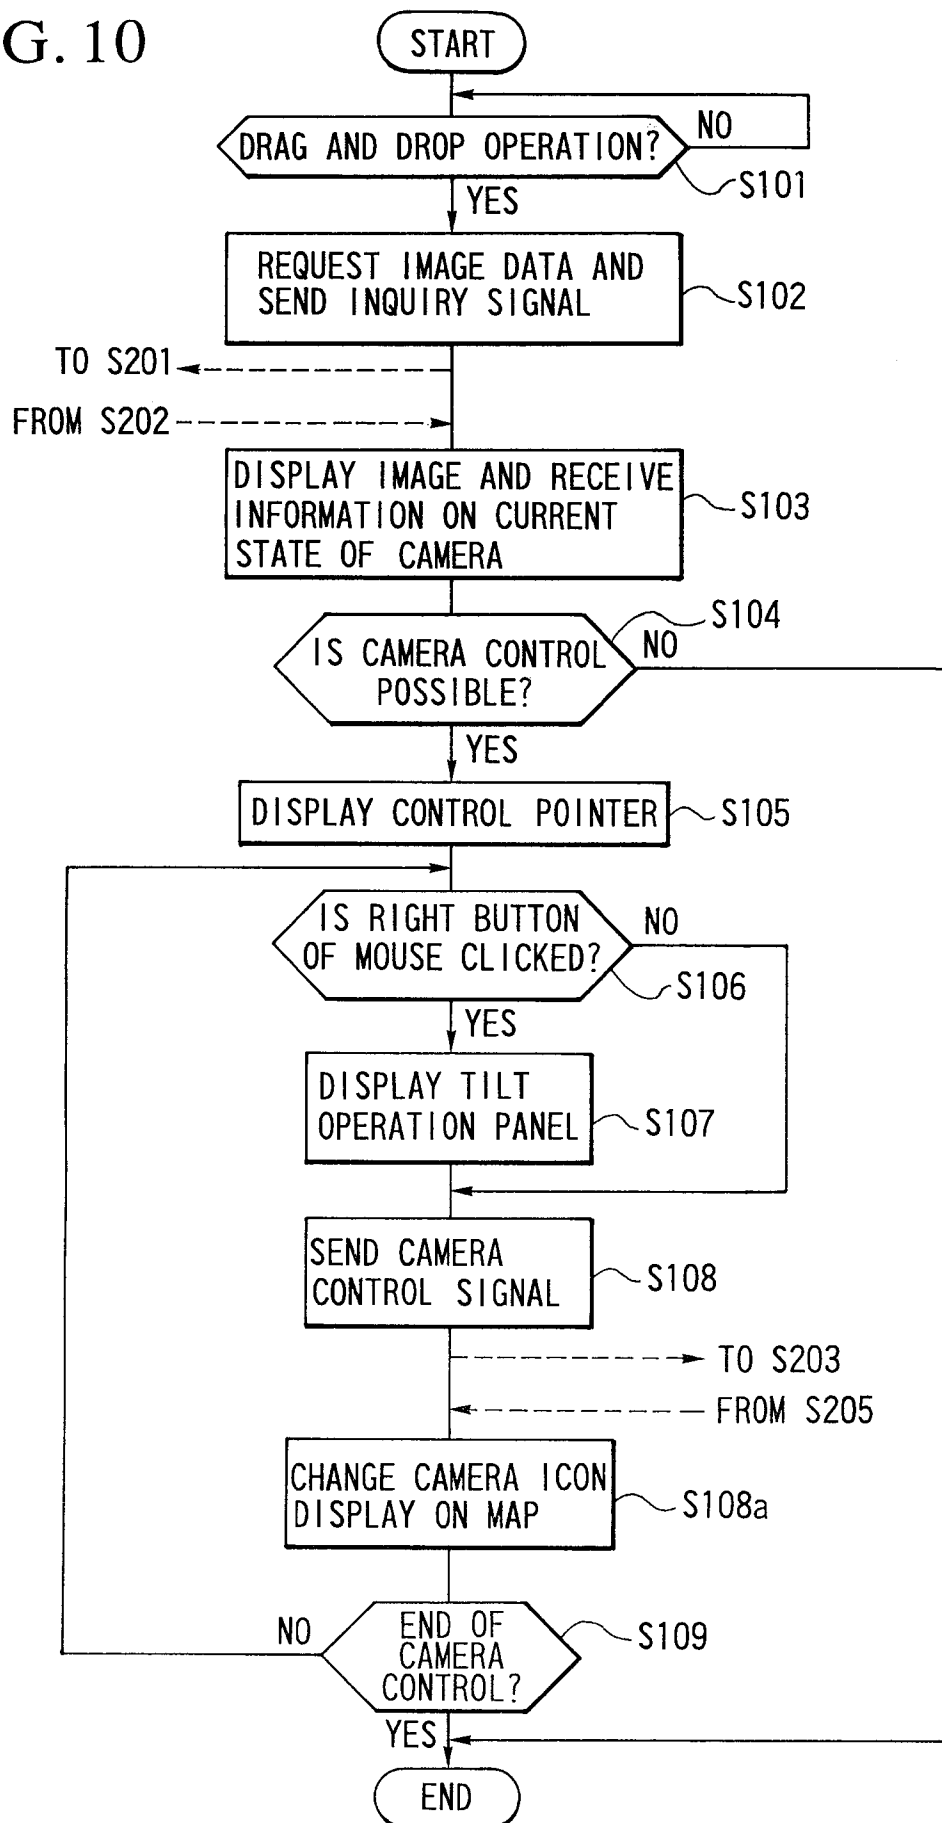 G. 10
START
DRAG AND DROP OPERATION?
NO
S101
YES
REQUEST IMAGE DATA AND
SEND INQUIRY SIGNAL
S102
TO S201
FROM S202
DISPLAY IMAGE AND RECEIVE
INFORMATION ON CURRENT
STATE OF CAMERA
S103
S104
IS CAMERA CONTROL
POSSIBLE?
NO
YES
DISPLAY CONTROL POINTER
S105
IS RIGHT BUTTON
OF MOUSE CLICKED?
NO
S106
YES
DISPLAY TILT
OPERATION PANEL
S107
SEND CAMERA
CONTROL SIGNAL
S108
TO S203
FROM S205
CHANGE CAMERA ICON
DISPLAY ON MAP
S108a
NO
END OF
CAMERA
CONTROL?
S109
YES
END